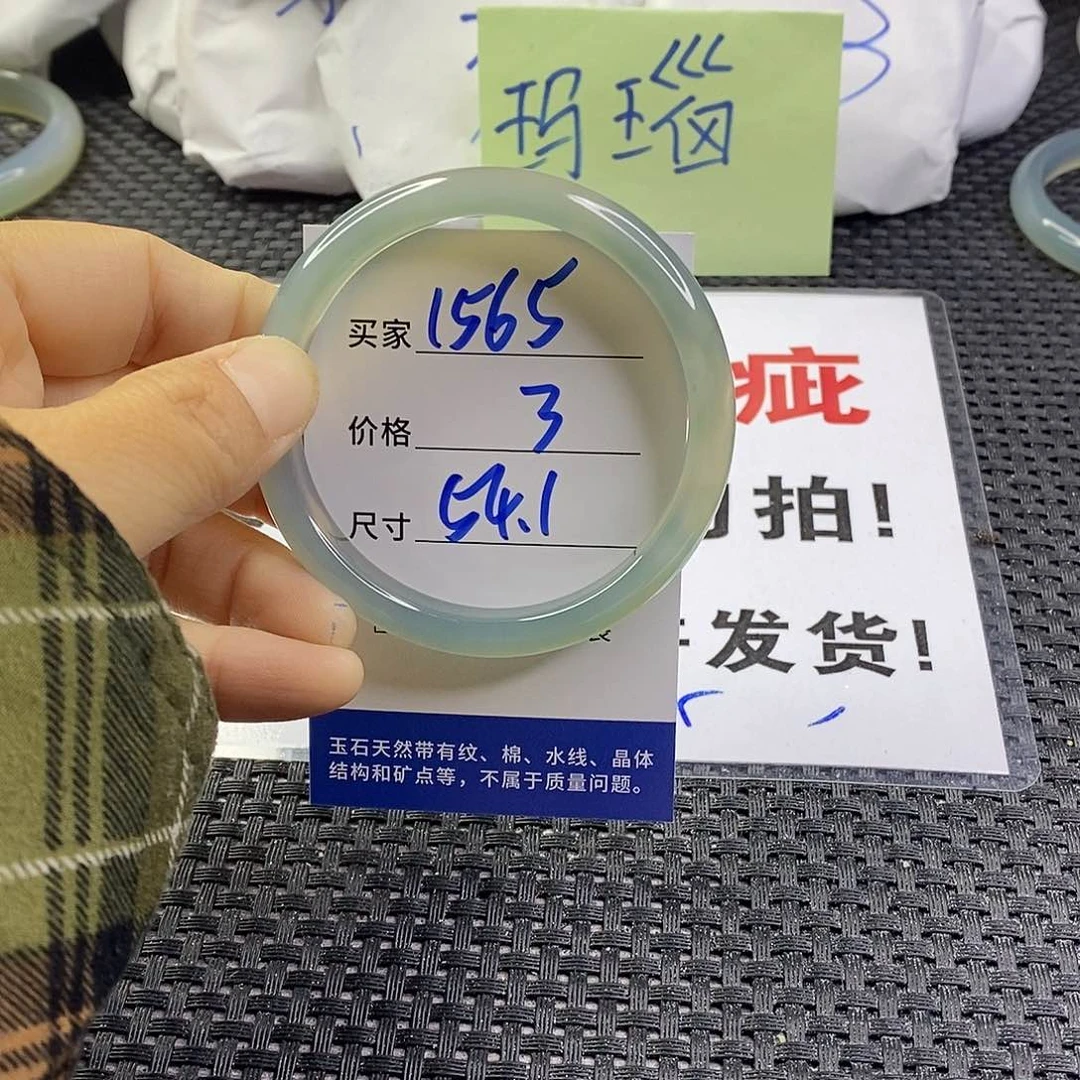 玛瑙
买家 1565
价格 3
尺寸 54.1
玉石天然带有纹、棉、水线、晶体
结构和矿点等，不属于质量问题。
疵
拍！
发货！